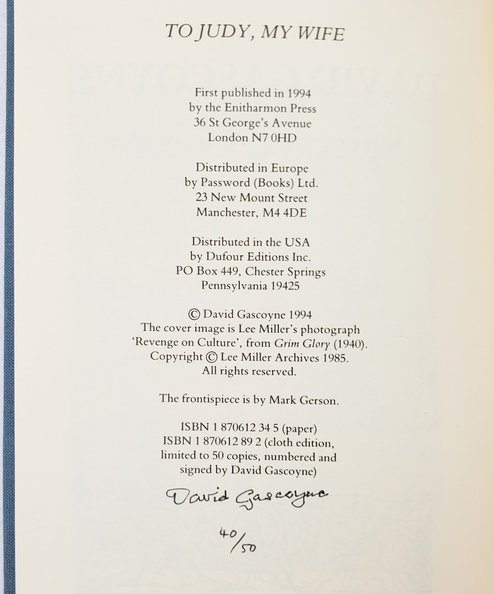 TO JUDY, MY WIFE
First published in 1994
by the Enitharmon Press
36 St George's Avenue
London N7 0HD
Distributed in Europe
by Password (Books) Ltd.
23 New Mount Street
Manchester, M4 4DE
Distributed in the USA
by Dufour Editions Inc.
PO Box 449, Chester Springs
Pennsylvania 19425
© David Gascoyne 1994
The cover image is Lee Miller's photograph
'Revenge on Culture', from Grim Glory (1940).
Copyright © Lee Miller Archives 1985.
All rights reserved.
The frontispiece is by Mark Gerson.
ISBN 1 870612 34 5 (paper)
ISBN 1 870612 89 2 (cloth edition,
limited to 50 copies, numbered and
signed by David Gascoyne)
David Gascoyne
40/50